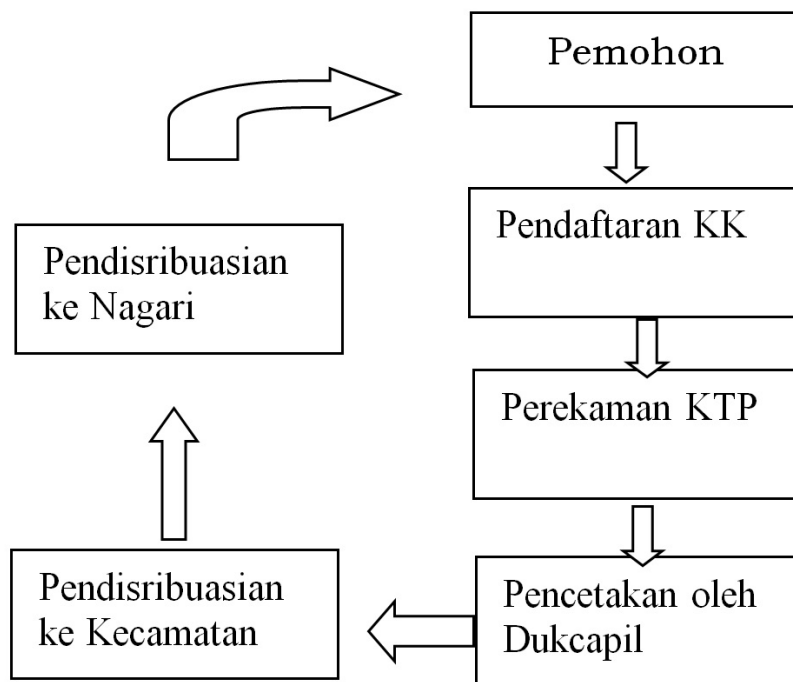 Pemohon
Pendaftaran KK
Perekaman KTP
Pencetakan oleh
Dukcapil
Pendisribuasian
ke Kecamatan
Pendisribuasian
ke Nagari